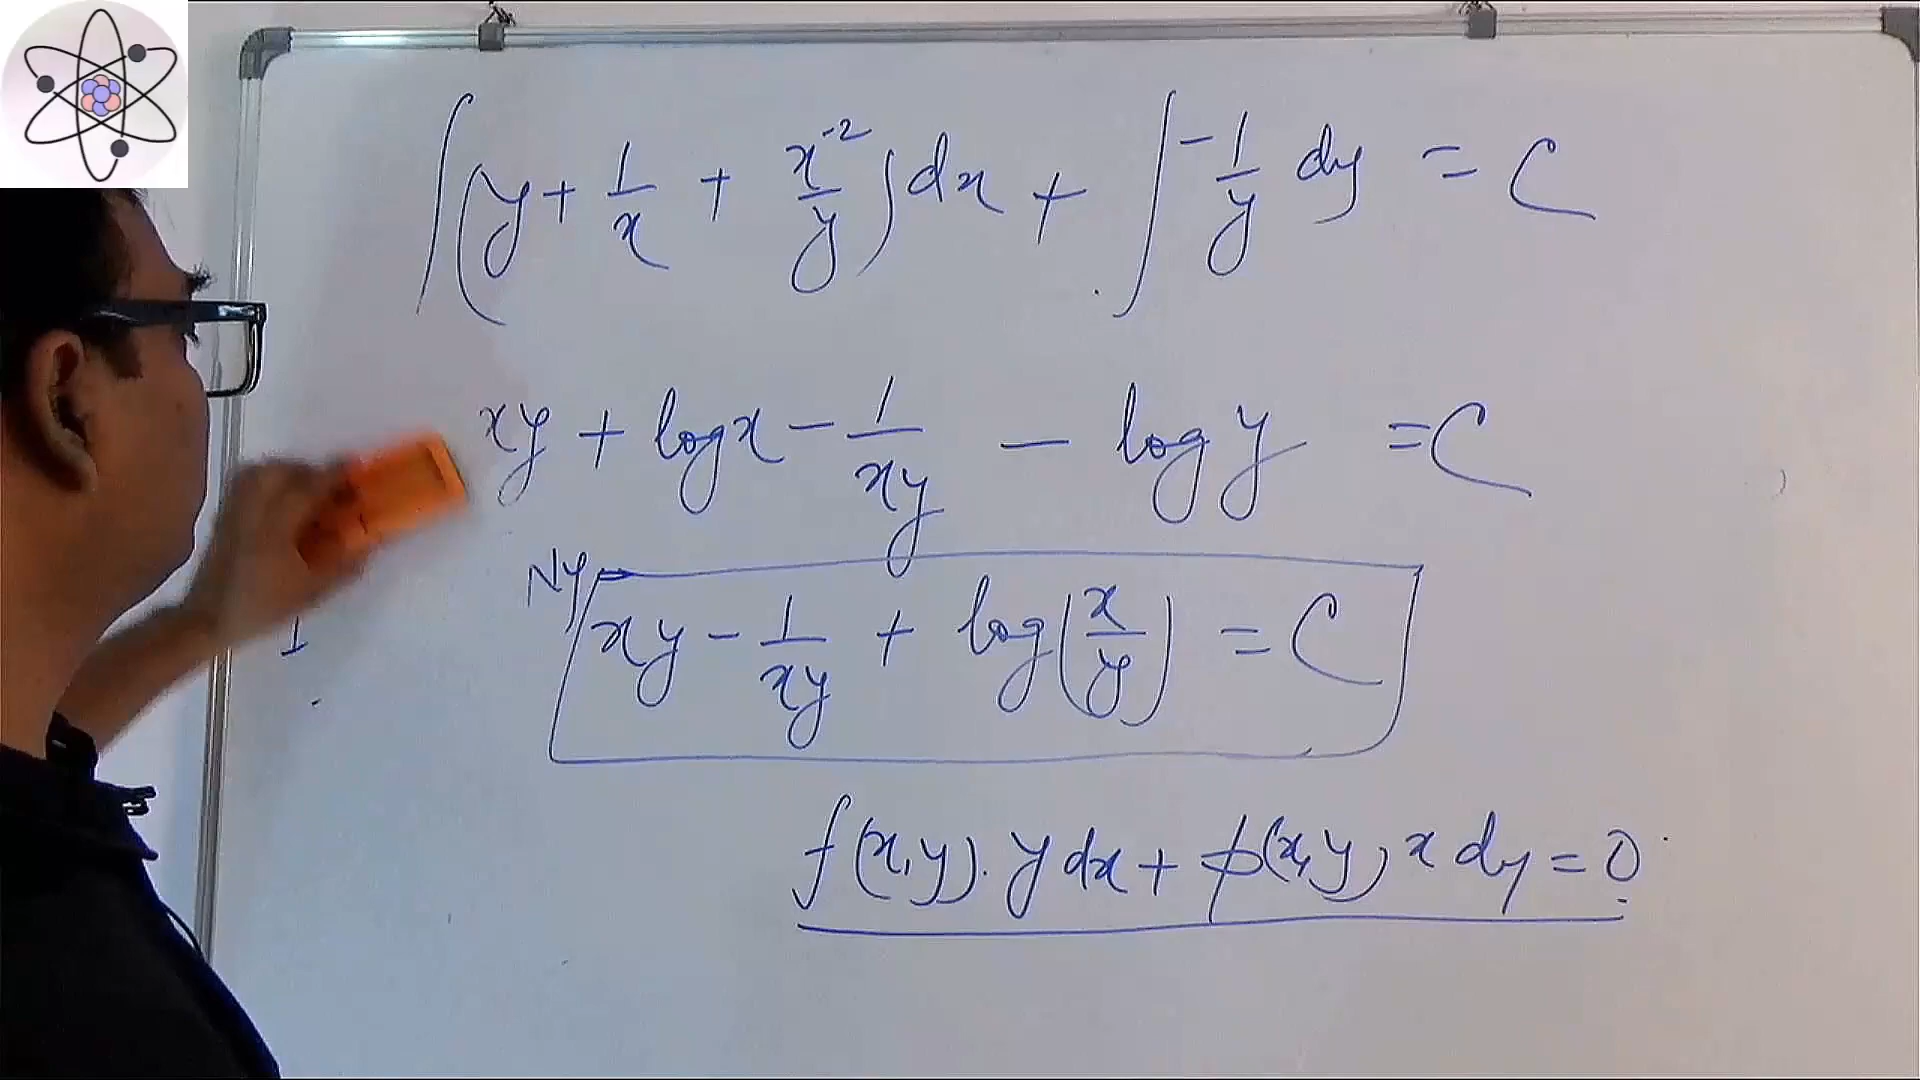 ∫(y + 1/x + x⁻²/y)dx + ∫ -1/y dy = C
xy + log x - 1/xy - log y = C
xy - 1/xy + log(x/y) = C
f(x,y). y dx + ϕ(x,y) x dy = 0